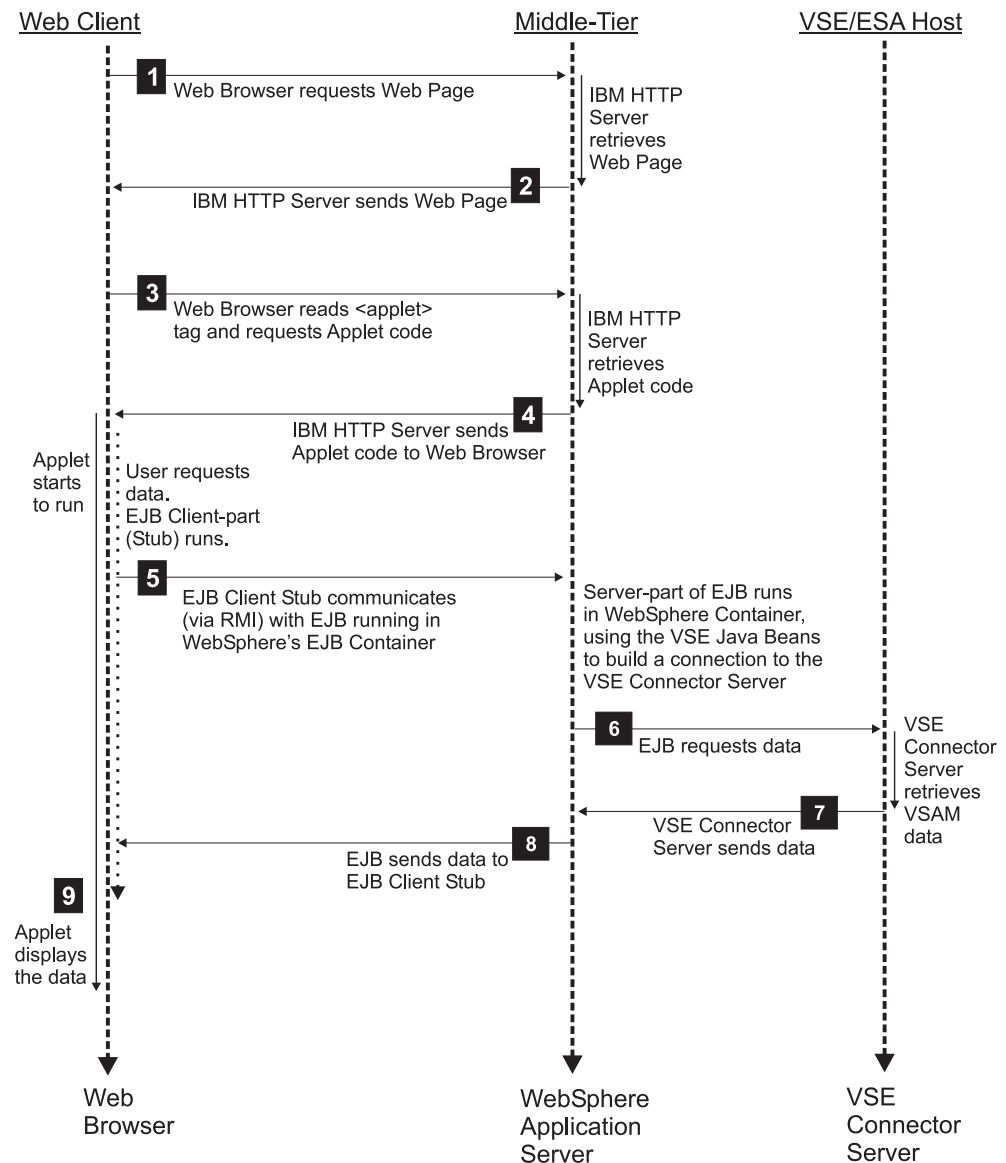 Web Client
Middle-Tier
VSE/ESA Host
1
Web Browser requests Web Page
IBM HTTP
Server
retrieves
Web Page
2
IBM HTTP Server sends Web Page
3
Web Browser reads <applet>
tag and requests Applet code
IBM HTTP
Server
retrieves
Applet code
4
IBM HTTP Server sends
Applet code to Web Browser
Applet
starts
to run
User requests
data.
EJB Client-part
(Stub) runs.
5
EJB Client Stub communicates
(via RMI) with EJB running in
WebSphere's EJB Container
Server-part of EJB runs
in WebSphere Container,
using the VSE Java Beans
to build a connection to the
VSE Connector Server
6
EJB requests data
VSE
Connector
Server
retrieves
VSAM
data
7
VSE Connector
Server sends data
8
EJB sends data to
EJB Client Stub
9
Applet
displays
the data
Web
Browser
WebSphere
Application
Server
VSE
Connector
Server